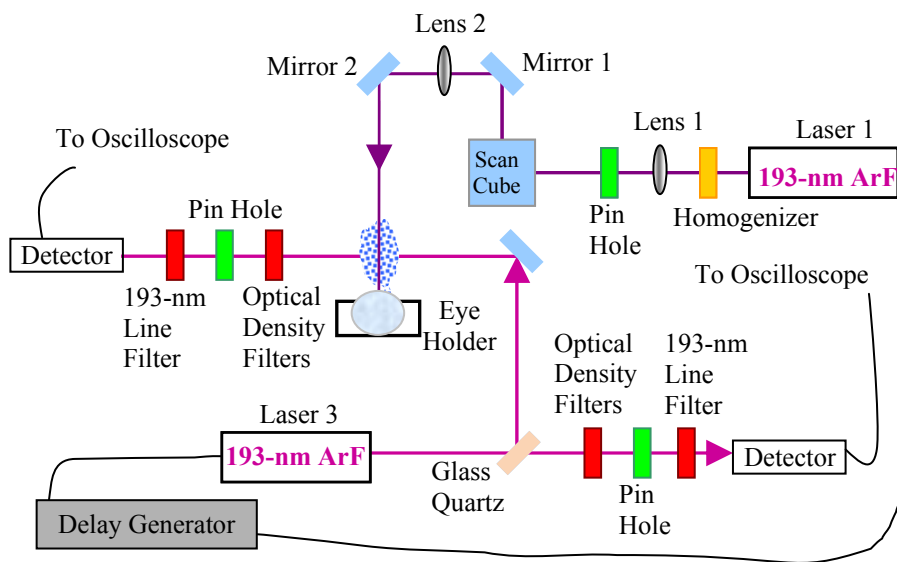 Lens 2
Mirror 2
Mirror 1
To Oscilloscope
Lens 1
Laser 1
Scan
Cube
193-nm ArF
Pin Hole
Pin
Hole
Homogenizer
Detector
193-nm
Line
Filter
Optical
Density
Filters
Eye
Holder
To Oscilloscope
Optical
Density
Filters
193-nm
Line
Filter
Laser 3
193-nm ArF
Glass
Quartz
Pin
Hole
Detector
Delay Generator